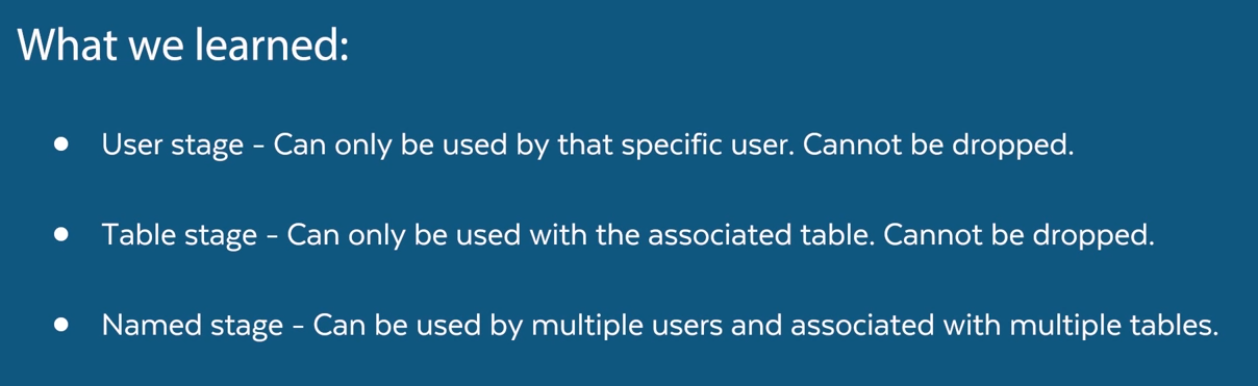 What we learned:
● User stage - Can only be used by that specific user. Cannot be dropped.
● Table stage - Can only be used with the associated table. Cannot be dropped.
● Named stage - Can be used by multiple users and associated with multiple tables.